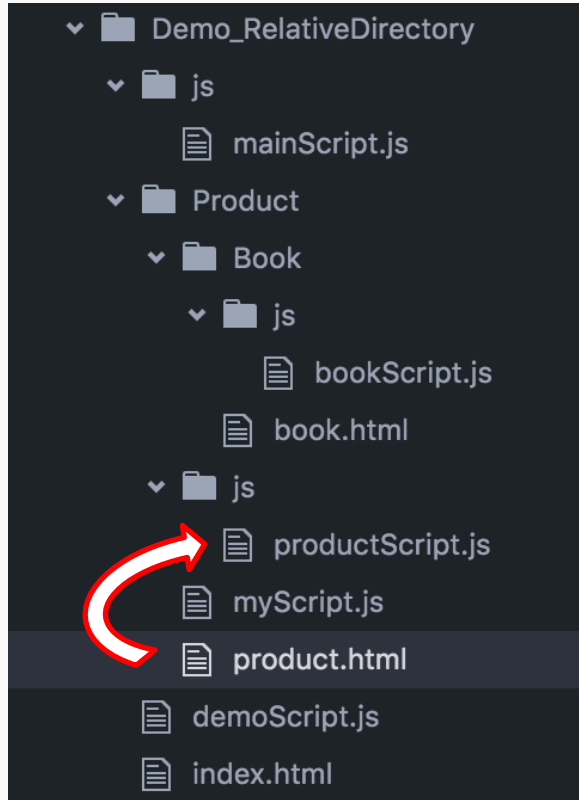 Demo_RelativeDirectory
js
mainScript.js
Product
Book
js
bookScript.js
book.html
js
productScript.js
myScript.js
product.html
demoScript.js
index.html